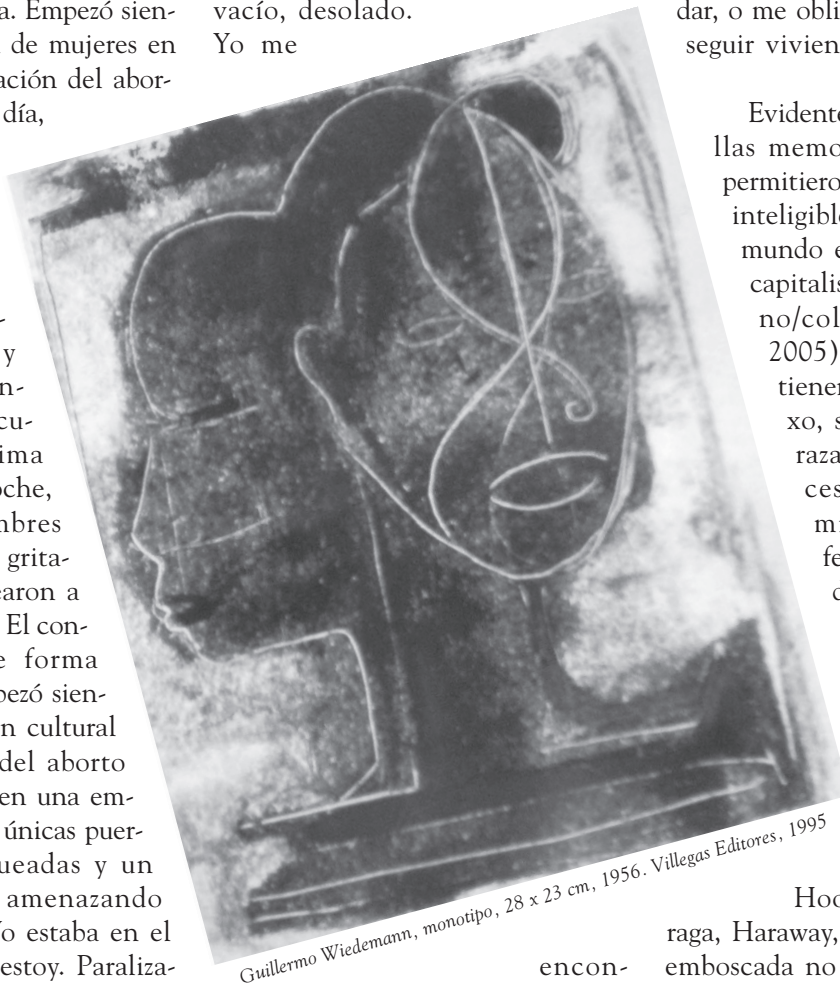 a. Empezó sien-
de mujeres en
ación del abor-
día,
-
y
n-
cu-
ima
oche,
mbres
grita-
earon a
El con-
e forma
pezó sien-
n cultural
del aborto
en una em-
únicas puer-
ueadas y un
amenazando
Yo estaba en el
estoy. Paraliza-
vacío, desolado.
Yo me
Guillermo Wiedemann, monotipo, 28 x 23 cm, 1956. Villegas Editores, 1995
encon-
dar, o me obli
seguir vivien
Evidente
llas memo
permitiero
inteligible
mundo e
capitalis
no/col
2005)
tiener
xo, s
raza
ces
m
fe
Hoo
raga, Haraway,
emboscada no